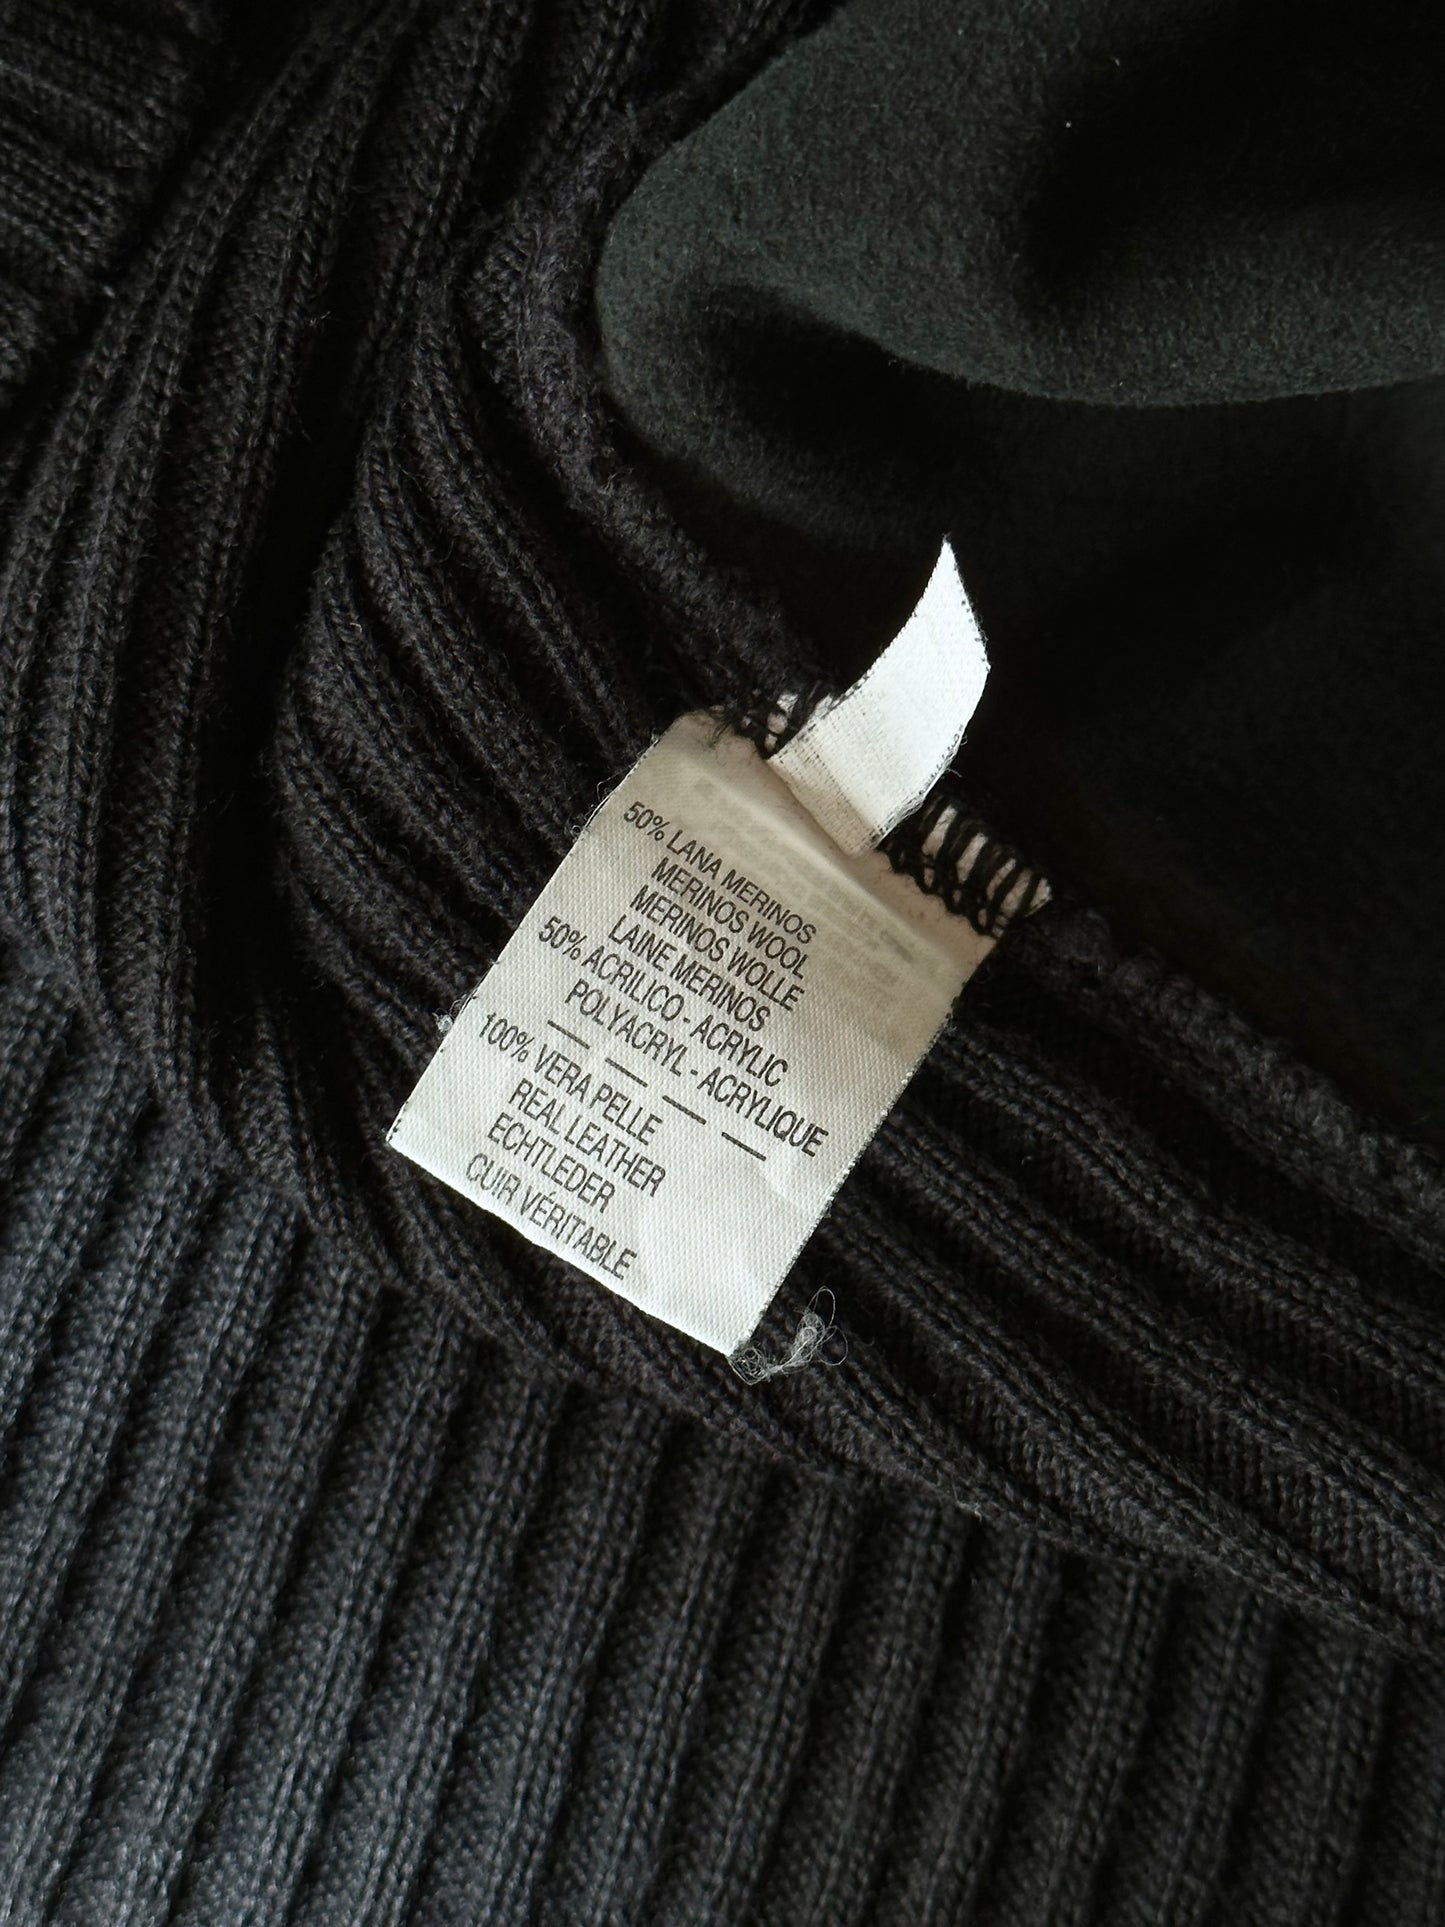 50% LANA MERINOS
MERINOS WOOL
MERINOS WOLLE
LAINE MERINOS
50% ACRILICO - ACRYLIC
POLYACRYL - ACRYLIQUE
100% VERA PELLE
REAL LEATHER
ECHTLEDER
CUIR VÉRITABLE